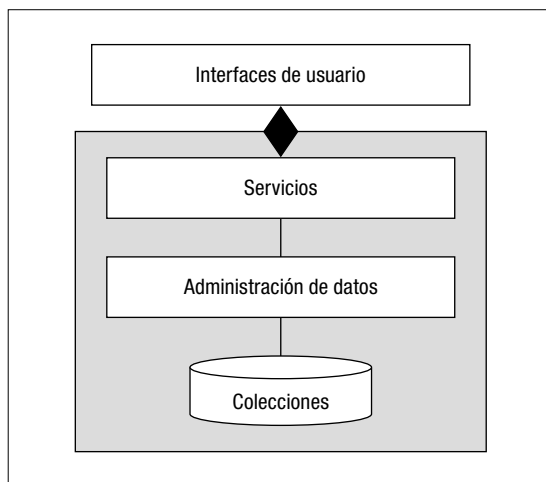 Interfaces de usuario
Servicios
Administración de datos
Colecciones